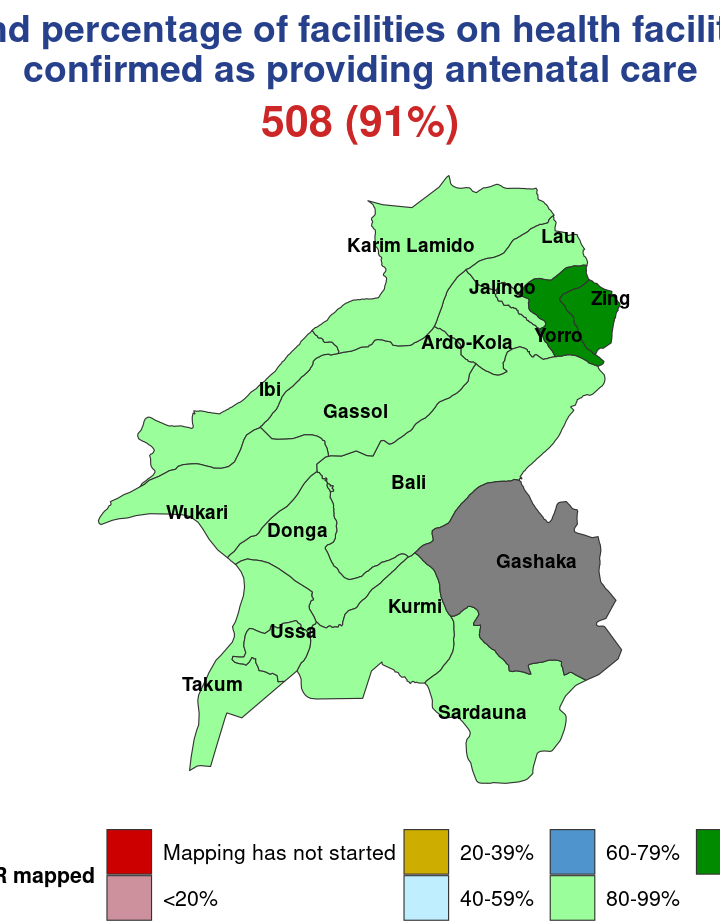 percentage of facilities on health
confirmed as providing antenatal care
508 (91%)
Karim Lamido
Lau
Jalingo
Zing
Yorro
Ardo-Kola
Ibi
Gassol
Bali
Wukari
Donga
Gashaka
Kurmi
Ussa
Takum
Sardauna
mapped
Mapping has not started
20-39%
60-79%
<20%
40-59%
80-99%